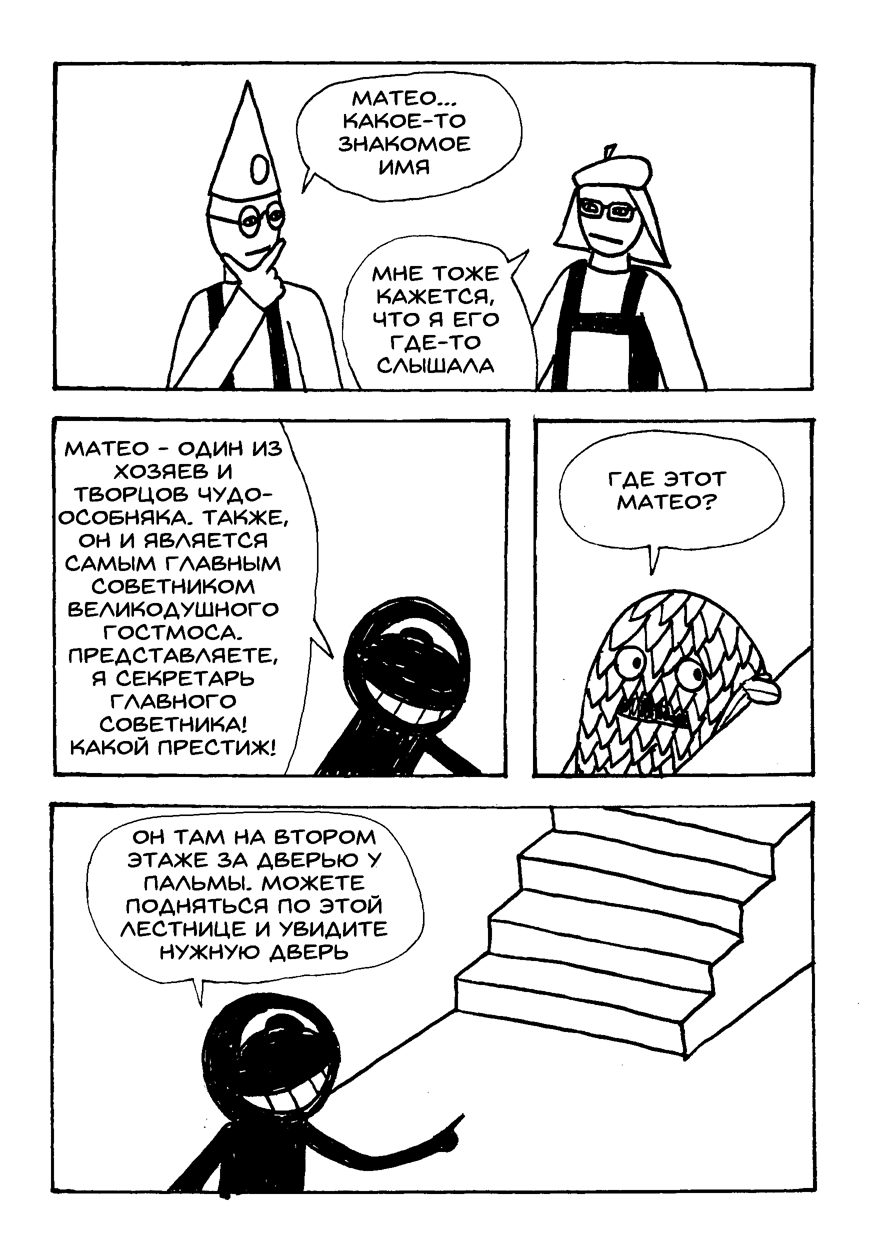 МАТЕО...
КАКОЕ-ТО
ЗНАКОМОЕ
ИМЯ
МНЕ ТОЖЕ
КАЖЕТСЯ,
ЧТО Я ЕГО
ГДЕ-ТО
СЛЫШАЛА
МАТЕО - ОДИН ИЗ
ХОЗЯЕВ И
ТВОРЦОВ ЧУДО-
ОСОБНЯКА. ТАКЖЕ,
ОН И ЯВЛЯЕТСЯ
САМЫМ ГЛАВНЫМ
СОВЕТНИКОМ
ВЕЛИКОДУШНОГО
ГОСТМОСА.
ПРЕДСТАВЛЯЕТЕ,
Я СЕКРЕТАРЬ
ГЛАВНОГО
СОВЕТНИКА!
КАКОЙ ПРЕСТИЖ!
ГДЕ ЭТОТ
МАТЕО?
ОН ТАМ НА ВТОРОМ
ЭТАЖЕ ЗА ДВЕРЬЮ У
ПАЛЬМЫ. МОЖЕТЕ
ПОДНЯТЬСЯ ПО ЭТОЙ
ЛЕСТНИЦЕ И УВИДИТЕ
НУЖНУЮ ДВЕРЬ